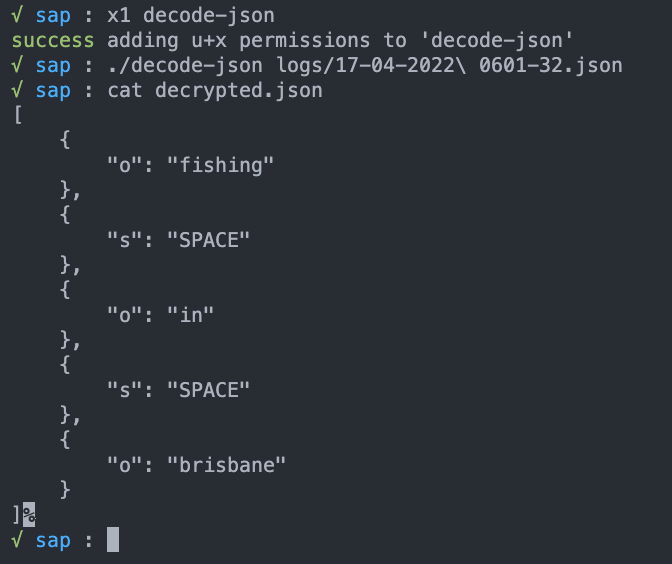 √ sap : x1 decode-json
success adding u+x permissions to 'decode-json'
√ sap : ./decode-json logs/17-04-2022\ 0601-32.json
√ sap : cat decrypted.json
[
    {
        "o": "fishing"
    },
    {
        "s": "SPACE"
    },
    {
        "o": "in"
    },
    {
        "s": "SPACE"
    },
    {
        "o": "brisbane"
    }
]%
√ sap :